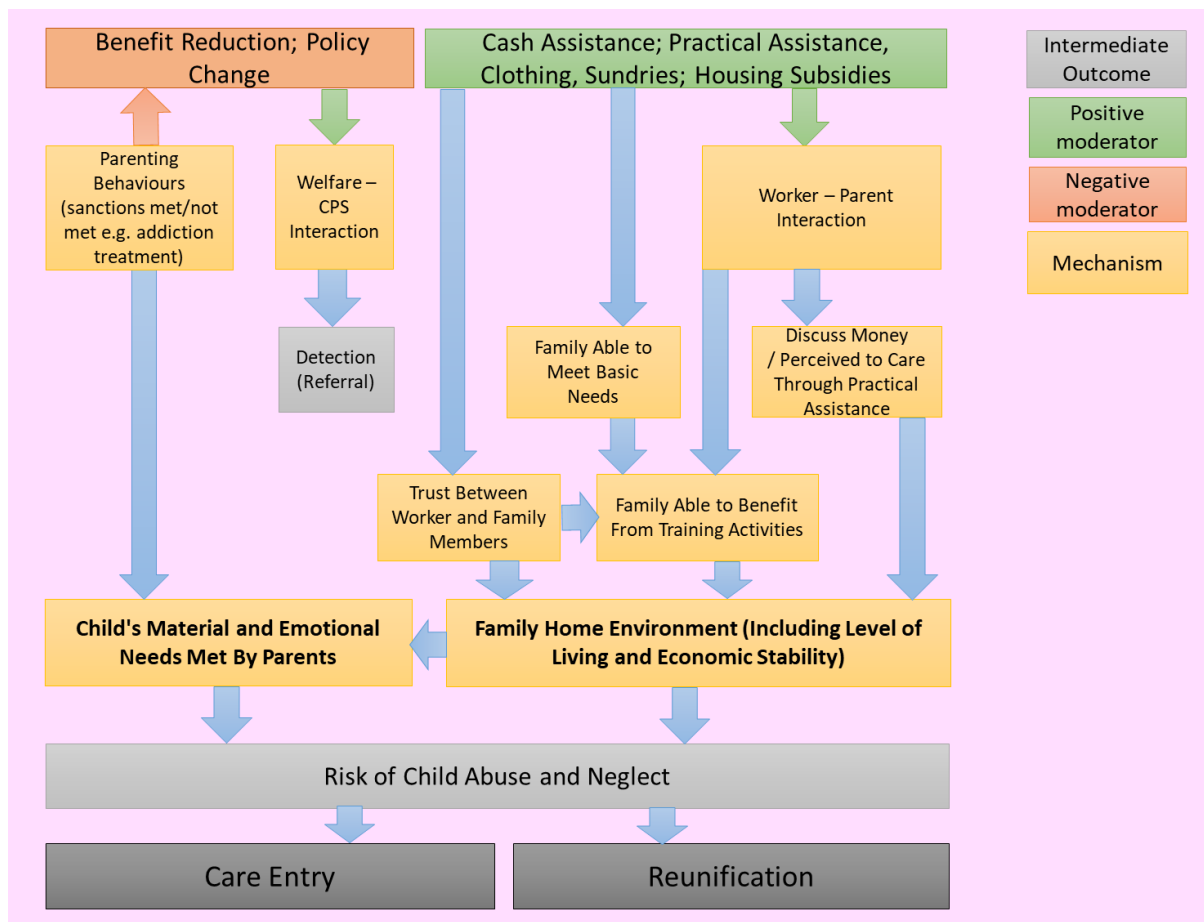 Benefit Reduction; Policy
Change
Cash Assistance; Practical Assistance,
Clothing, Sundries; Housing Subsidies
Intermediate
Outcome
Positive
moderator
Negative
moderator
Mechanism
Parenting
Behaviours
(sanctions met/not
met e.g. addiction
treatment)
Welfare –
CPS
Interaction
Worker – Parent
Interaction
Detection
(Referral)
Family Able to
Meet Basic
Needs
Discuss Money
/ Perceived to Care
Through Practical
Assistance
Trust Between
Worker and Family
Members
Family Able to Benefit
From Training Activities
Child's Material and Emotional
Needs Met By Parents
Family Home Environment (Including Level of
Living and Economic Stability)
Risk of Child Abuse and Neglect
Care Entry
Reunification